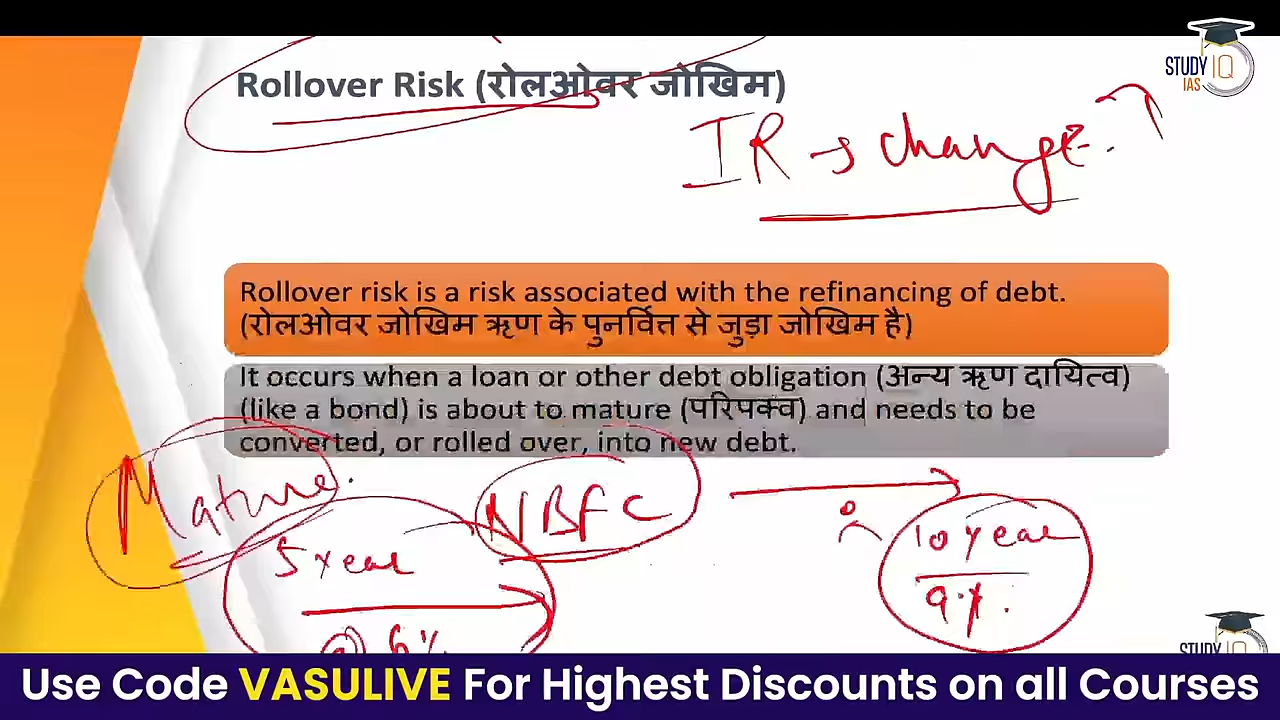 STUDY IQ
IAS
Rollover Risk (रोलओवर जोखिम)
IR → change.
Rollover risk is a risk associated with the refinancing of debt.
(रोलओवर जोखिम ऋण के पुनर्वित्त से जुड़ा जोखिम है)
It occurs when a loan or other debt obligation (अन्य ऋण दायित्व)
(like a bond) is about to mature (परिपक्व) and needs to be
converted, or rolled over, into new debt.
Mature.
NBFC
10 year
9%.
5 year
@ 6%
STUDY IQ
Use Code VASULIVE For Highest Discounts on all Courses